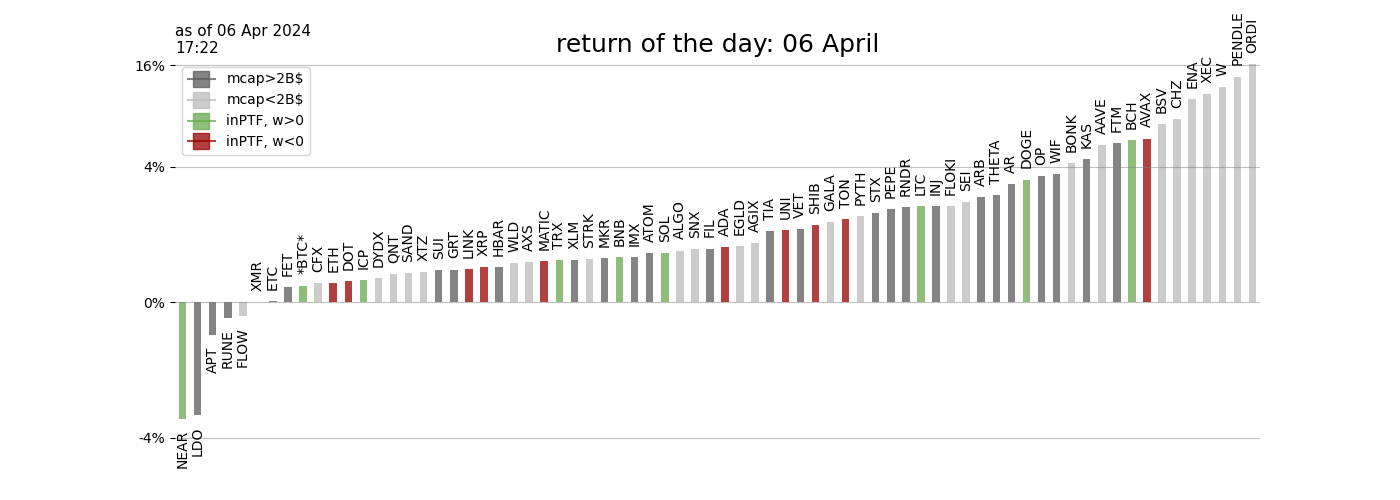 as of 06 Apr 2024
17:22
return of the day: 06 April
16%
4%
0%
-4%
mcap>2B$
mcap<2B$
inPTF, w>0
inPTF, w<0
NEAR
LDO
APT
RUNE
FLOW
XMR
ETC
FET
*BTC*
CFX
ETH
DOT
ICP
DYDX
QNT
SAND
XTZ
SUI
GRT
LINK
XRP
HBAR
WLD
AXS
MATIC
TRX
XLM
STRK
MKR
BNB
IMX
ATOM
SOL
ALGO
SNX
FIL
ADA
EGLD
AGIX
TIA
UNI
VET
SHIB
GALA
TON
PYTH
STX
PEPE
RNDR
LTC
INJ
FLOKI
SEI
ARB
THETA
AR
DOGE
OP
WIF
BONK
KAS
AAVE
FTM
BCH
AVAX
BSV
CHZ
ENA
XEC
W
PENDLE
ORDI